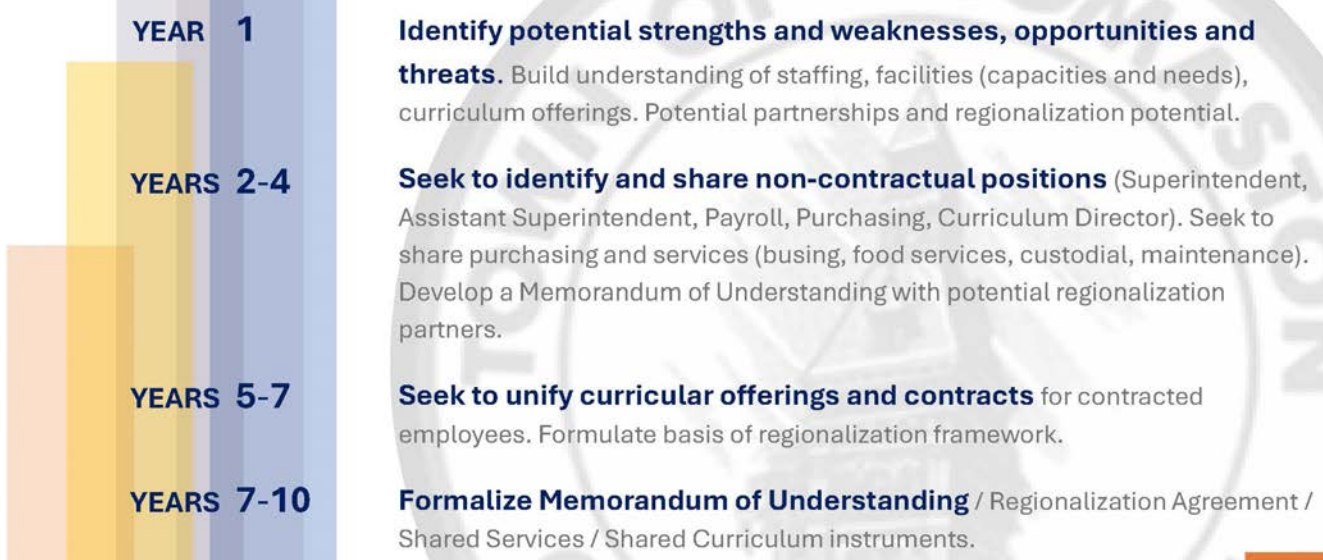 YEAR 1
Identify potential strengths and weaknesses, opportunities and
threats. Build understanding of staffing, facilities (capacities and needs),
curriculum offerings. Potential partnerships and regionalization potential.
YEARS 2-4
Seek to identify and share non-contractual positions (Superintendent,
Assistant Superintendent, Payroll, Purchasing, Curriculum Director). Seek to
share purchasing and services (busing, food services, custodial, maintenance).
Develop a Memorandum of Understanding with potential regionalization
partners.
YEARS 5-7
Seek to unify curricular offerings and contracts for contracted
employees. Formulate basis of regionalization framework.
YEARS 7-10
Formalize Memorandum of Understanding / Regionalization Agreement /
Shared Services / Shared Curriculum instruments.
TOWN OF